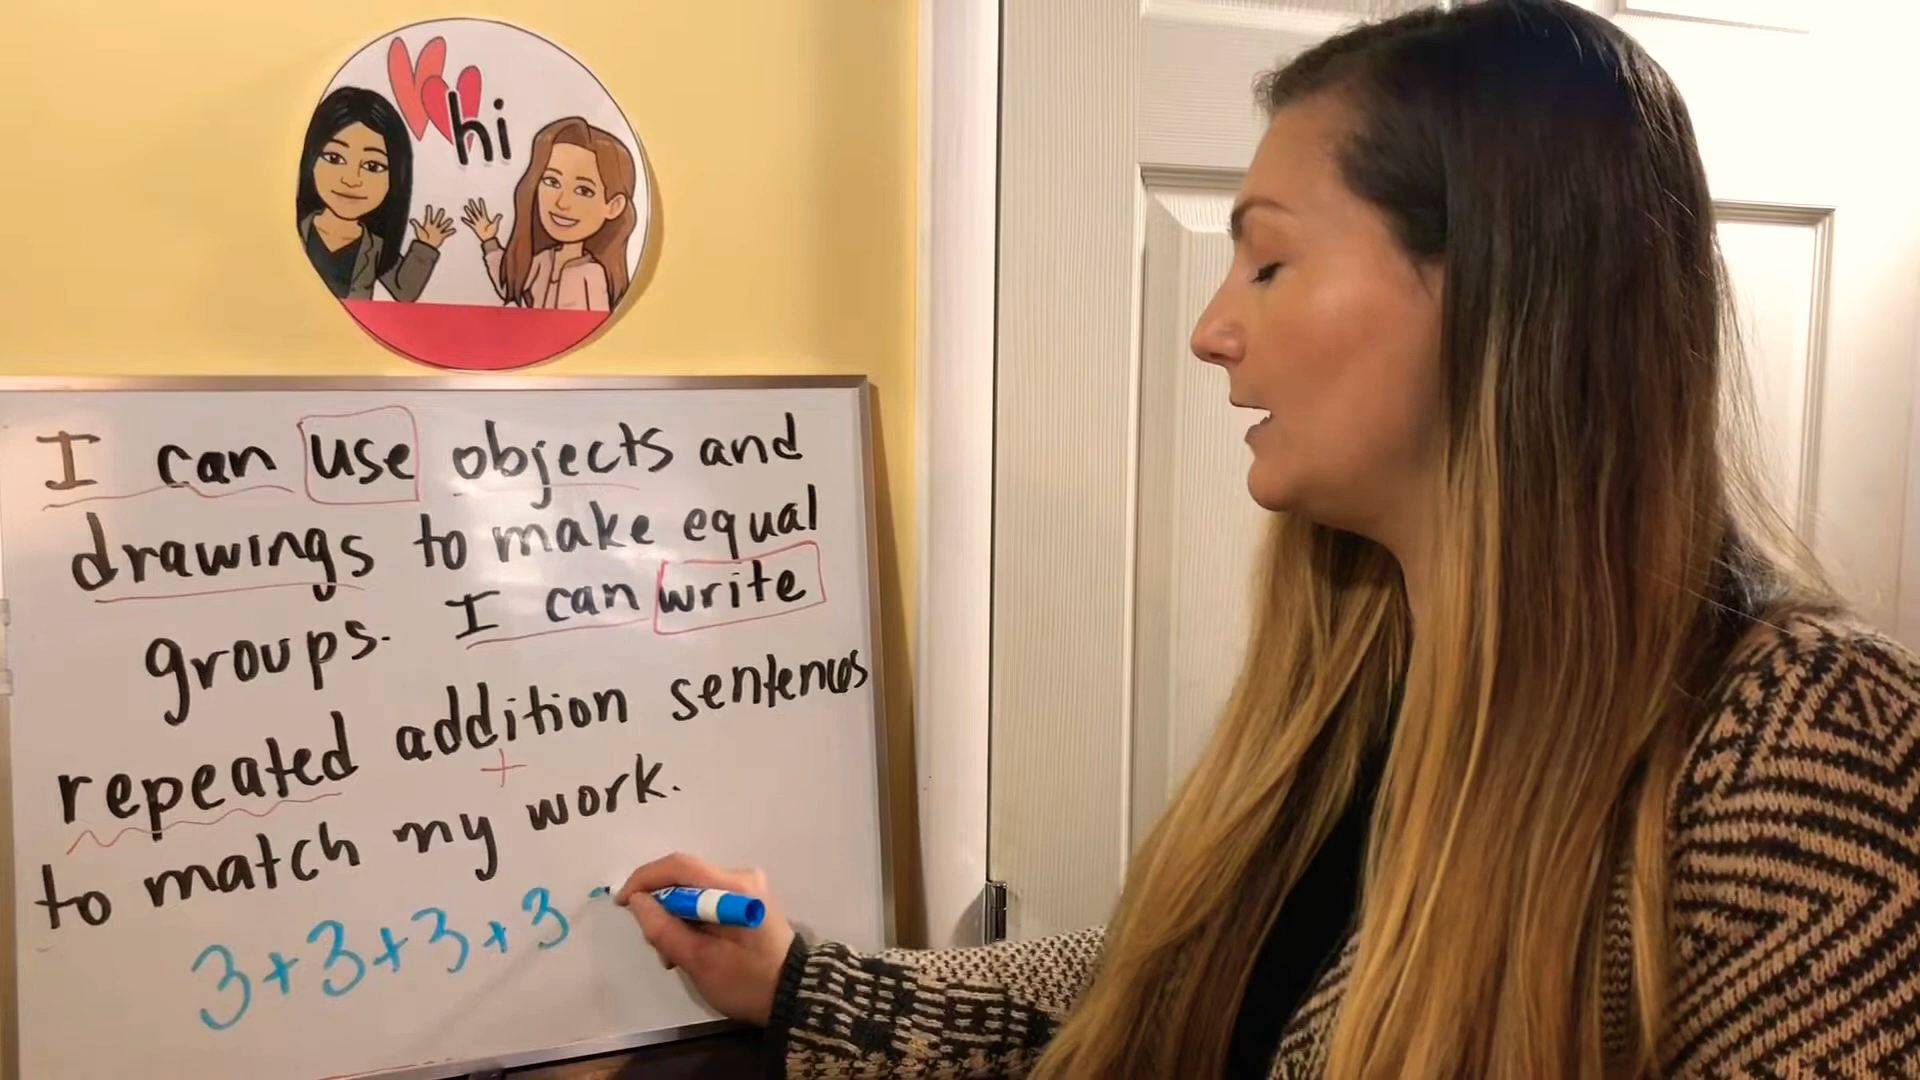 hi
I can use objects and
drawings to make equal
groups. I can write
repeated addition sentences
+
to match my work.
3+3+3+3 =